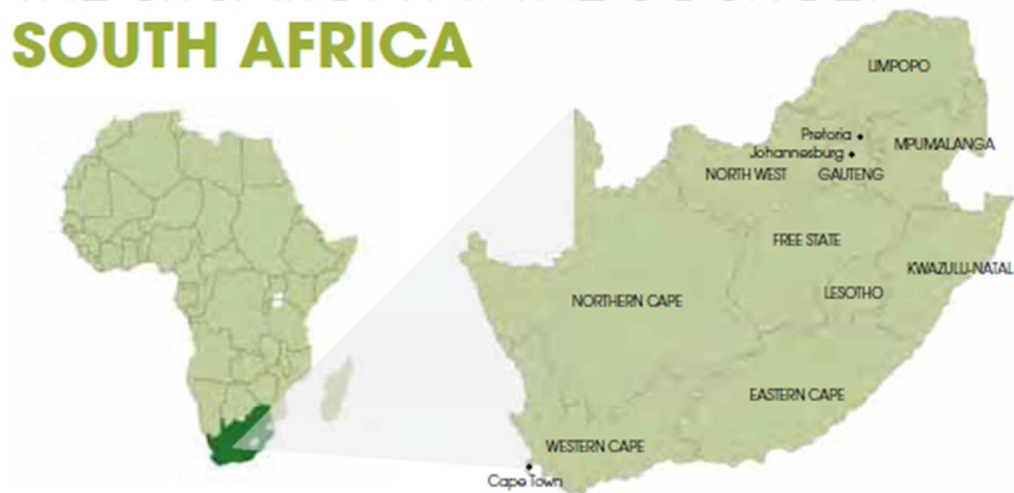 SOUTH AFRICA
LIMPOPO
Pretoria
MPUMALANGA
Johannesburg
NORTH WEST
GAUTENG
FREE STATE
KWAZULU-NATAL
LESOTHO
NORTHERN CAPE
EASTERN CAPE
WESTERN CAPE
Cape Town